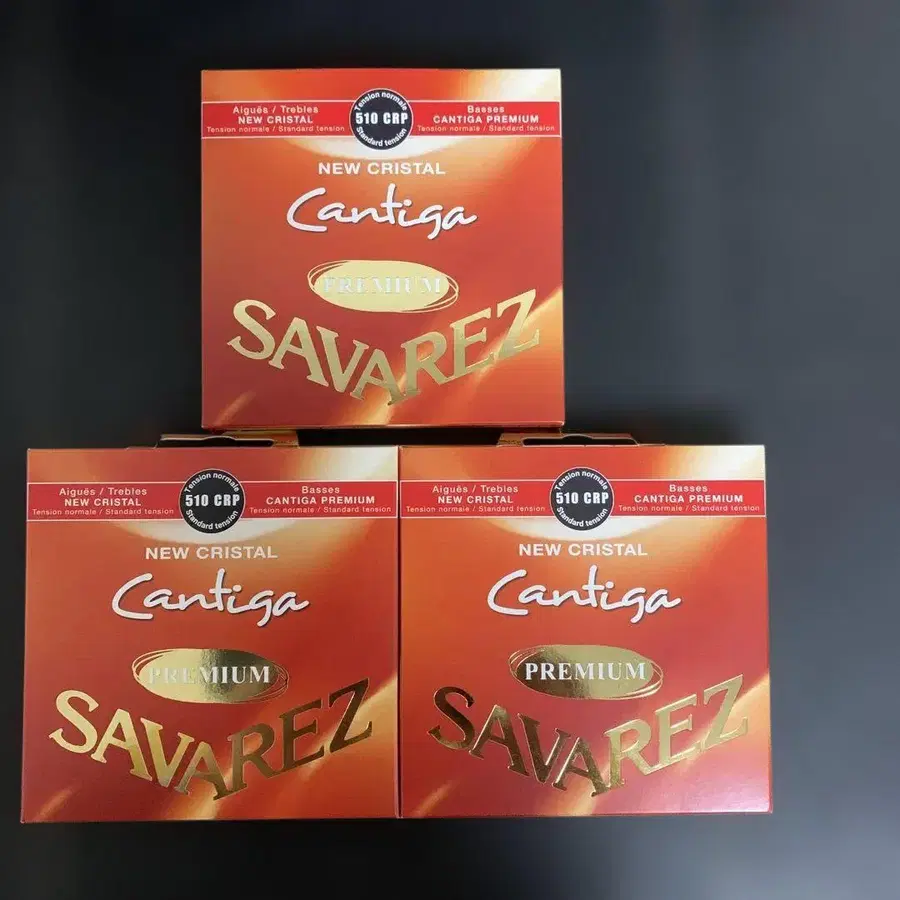 Aiguës / Trebles
NEW CRISTAL
Tension normale / Standard tension
Tension normale
510 CRP
Standard tension
Basses
CANTIGA PREMIUM
Tension normale / Standard tension
NEW CRISTAL
Cantiga
PREMIUM
SAVAREZ
Aiguës / Trebles
NEW CRISTAL
Tension normale / Standard tension
Tension normale
510 CRP
Standard tension
Basses
CANTIGA PREMIUM
Tension normale / Standard tension
NEW CRISTAL
Cantiga
PREMIUM
SAVAREZ
Aiguës / Trebles
NEW CRISTAL
Tension normale / Standard tension
Tension normale
510 CRP
Standard tension
Basses
CANTIGA PREMIUM
Tension normale / Standard tension
NEW CRISTAL
Cantiga
PREMIUM
SAVAREZ